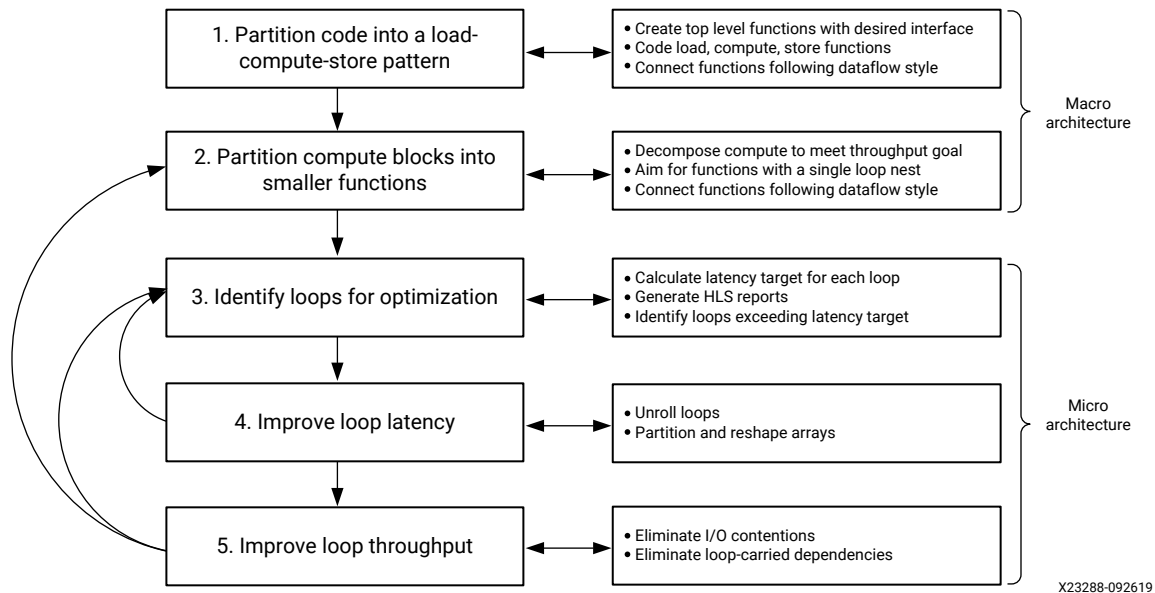 1. Partition code into a load-
compute-store pattern
• Create top level functions with desired interface
• Code load, compute, store functions
• Connect functions following dataflow style
Macro
architecture
2. Partition compute blocks into
smaller functions
• Decompose compute to meet throughput goal
• Aim for functions with a single loop nest
• Connect functions following dataflow style
3. Identify loops for optimization
• Calculate latency target for each loop
• Generate HLS reports
• Identify loops exceeding latency target
4. Improve loop latency
• Unroll loops
• Partition and reshape arrays
Micro
architecture
5. Improve loop throughput
• Eliminate I/O contentions
• Eliminate loop-carried dependencies
X23288-092619